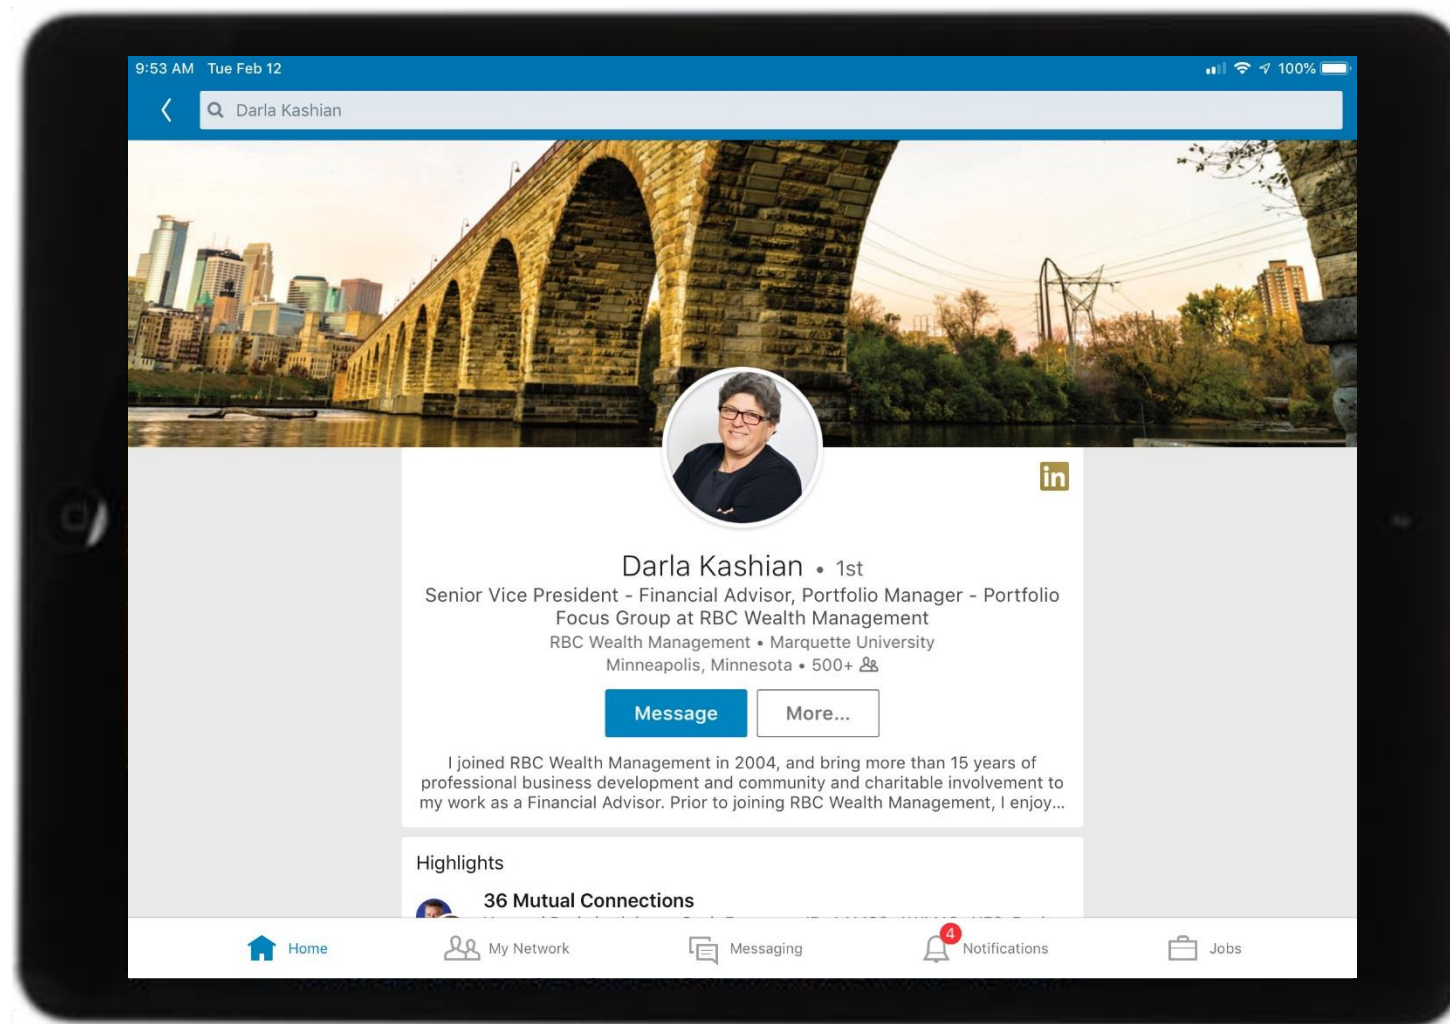 9:53 AM Tue Feb 12
100%
Darla Kashian
in
Darla Kashian • 1st
Senior Vice President - Financial Advisor, Portfolio Manager - Portfolio
Focus Group at RBC Wealth Management
RBC Wealth Management • Marquette University
Minneapolis, Minnesota • 500+
Message
More...
I joined RBC Wealth Management in 2004, and bring more than 15 years of
professional business development and community and charitable involvement to
my work as a Financial Advisor. Prior to joining RBC Wealth Management, I enjoy...
Highlights
36 Mutual Connections
Home
My Network
Messaging
4
Notifications
Jobs